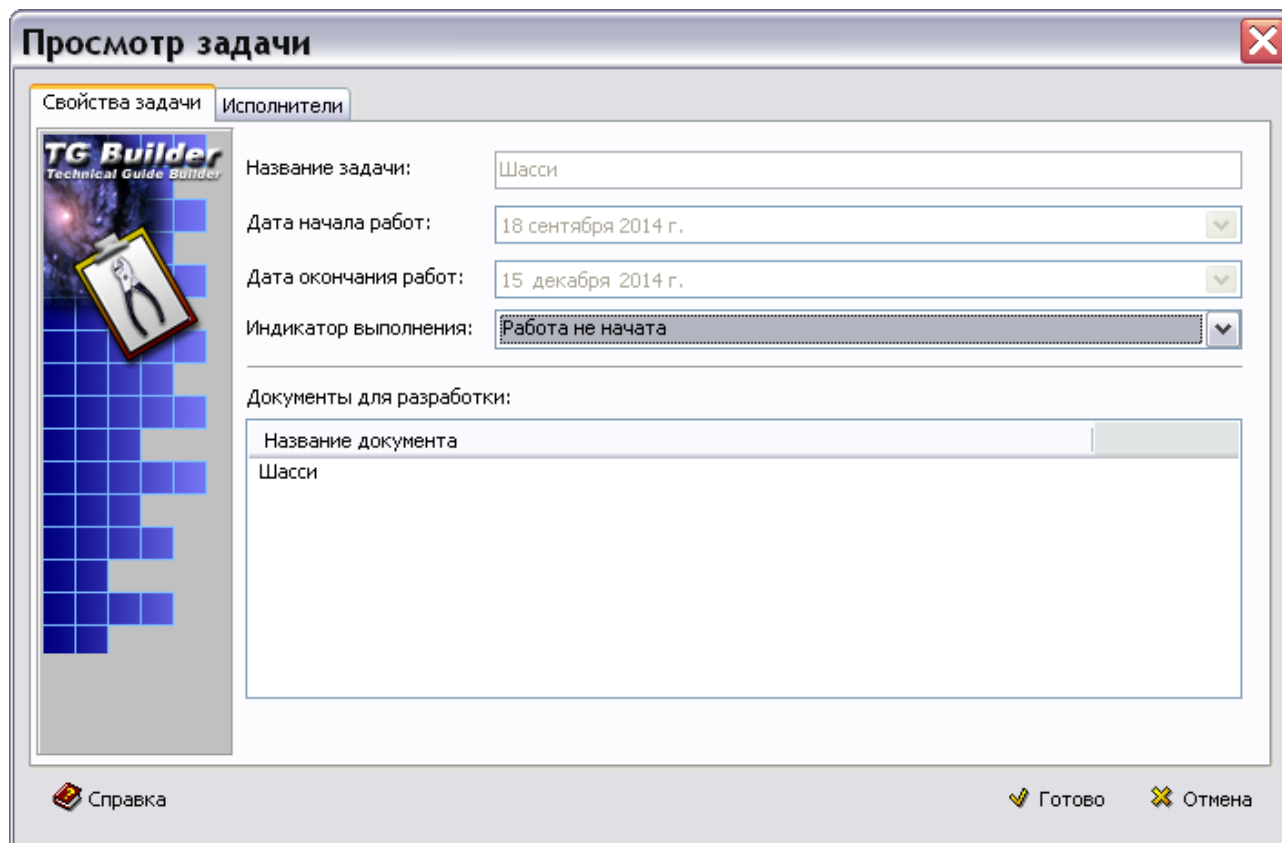 Просмотр задачи
Свойства задачи Исполнители
TG Builder
Technical Guide Builder
Название задачи: Шасси
Дата начала работ: 18 сентября 2014 г.
Дата окончания работ: 15 декабря 2014 г.
Индикатор выполнения: Работа не начата
Документы для разработки:
Название документа
Шасси
Справка Готово Отмена